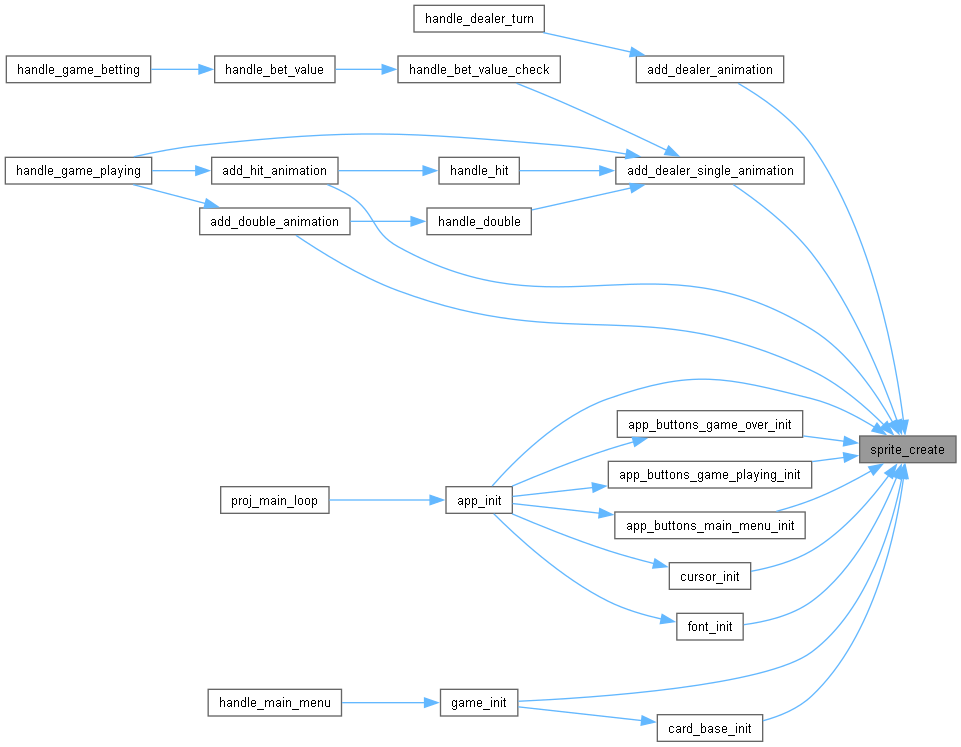 handle_dealer_turn
handle_game_betting
handle_bet_value
handle_bet_value_check
add_dealer_animation
handle_game_playing
add_hit_animation
handle_hit
add_dealer_single_animation
add_double_animation
handle_double
app_buttons_game_over_init
sprite_create
app_buttons_game_playing_init
proj_main_loop
app_init
app_buttons_main_menu_init
cursor_init
font_init
handle_main_menu
game_init
card_base_init